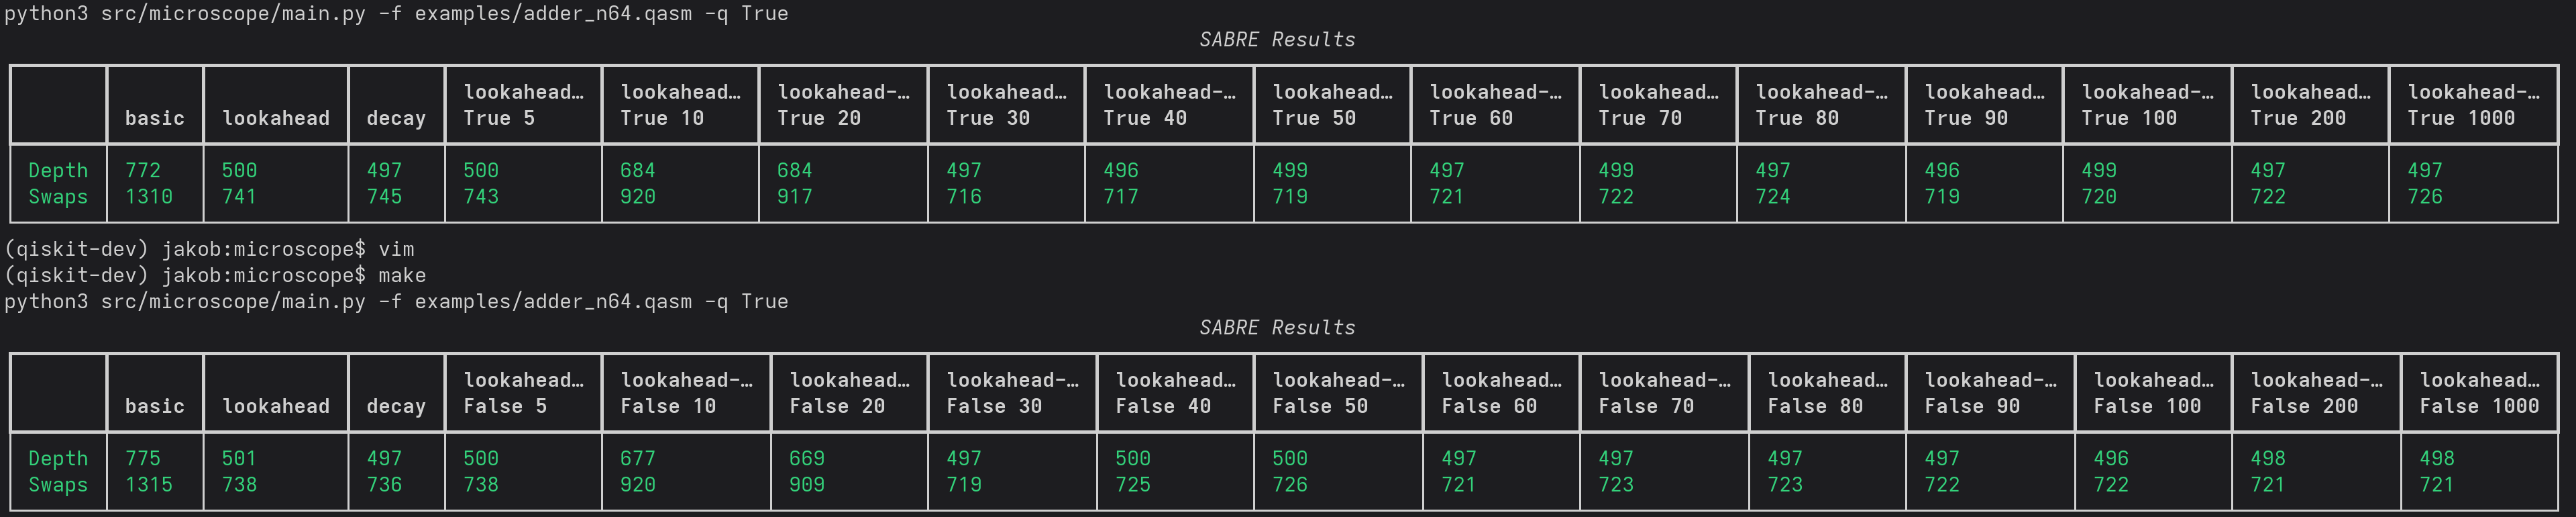 python3 src/microscope/main.py -f examples/adder_n64.qasm -q True
SABRE Results
lookahead… lookahead… lookahead-… lookahead… lookahead-… lookahead… lookahead-… lookahead… lookahead-… lookahead… lookahead-… lookahead… lookahead-…
basic lookahead decay True 5 True 10 True 20 True 30 True 40 True 50 True 60 True 70 True 80 True 90 True 100 True 200 True 1000
Depth 772 500 497 500 684 684 497 496 499 497 499 497 496 499 497 497
Swaps 1310 741 745 743 920 917 716 717 719 721 722 724 719 720 722 726
(qiskit-dev) jakob:microscope$ vim
(qiskit-dev) jakob:microscope$ make
python3 src/microscope/main.py -f examples/adder_n64.qasm -q True
SABRE Results
lookahead… lookahead-… lookahead… lookahead-… lookahead… lookahead-… lookahead… lookahead-… lookahead… lookahead-… lookahead… lookahead-… lookahead…
basic lookahead decay False 5 False 10 False 20 False 30 False 40 False 50 False 60 False 70 False 80 False 90 False 100 False 200 False 1000
Depth 775 501 497 500 677 669 497 500 500 497 497 497 497 496 498 498
Swaps 1315 738 736 738 920 909 719 725 726 721 723 723 722 722 721 721